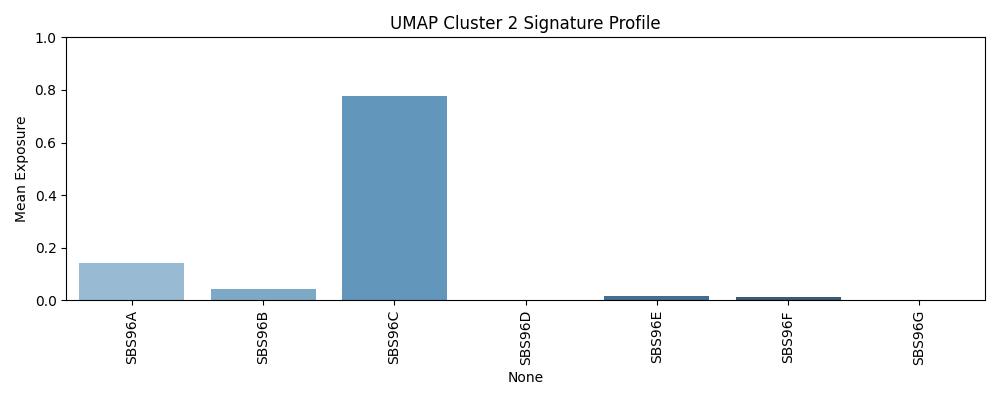 UMAP Cluster 2 Signature Profile
1.0
0.8
0.6
0.4
0.2
0.0
Mean Exposure
SBS96A
SBS96B
SBS96C
SBS96D
SBS96E
SBS96F
SBS96G
None